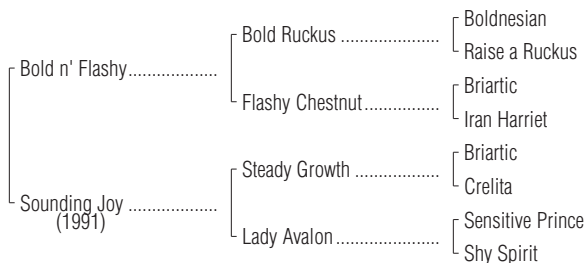 Boldnesian
Bold Ruckus ...................
Raise a Ruckus
Bold n' Flashy .................
Briartic
Flashy Chestnut ...............
Iran Harriet
Briartic
Steady Growth ................
Crelita
Sounding Joy .................
(1991)
Sensitive Prince
Lady Avalon ....................
Shy Spirit